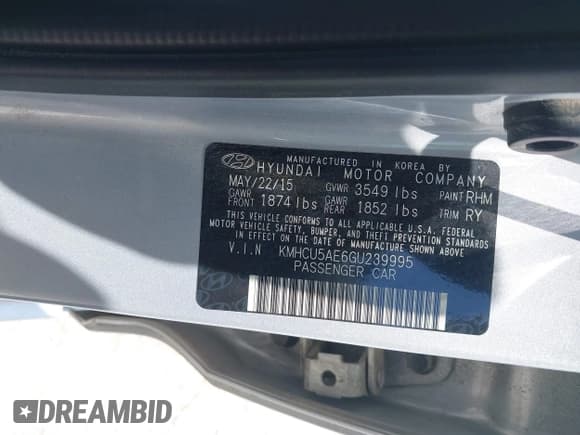 MANUFACTURED IN KOREA BY
HYUNDAI MOTOR COMPANY
MAY/22/15 GVWR 3549 lbs PAINT RHM
GAWR FRONT 1874 lbs GAWR REAR 1852 lbs TRIM RY
THIS VEHICLE CONFORMS TO ALL APPLICABLE U.S.A. FEDERAL
MOTOR VEHICLE SAFETY, BUMPER, AND THEFT
PREVENTION STANDARDS IN EFFECT ON THE DATE OF MANUFACTURE SHOWN ABOVE.
V.I.N KMHCU5AE6GU239995
PASSENGER CAR
DREAMBID